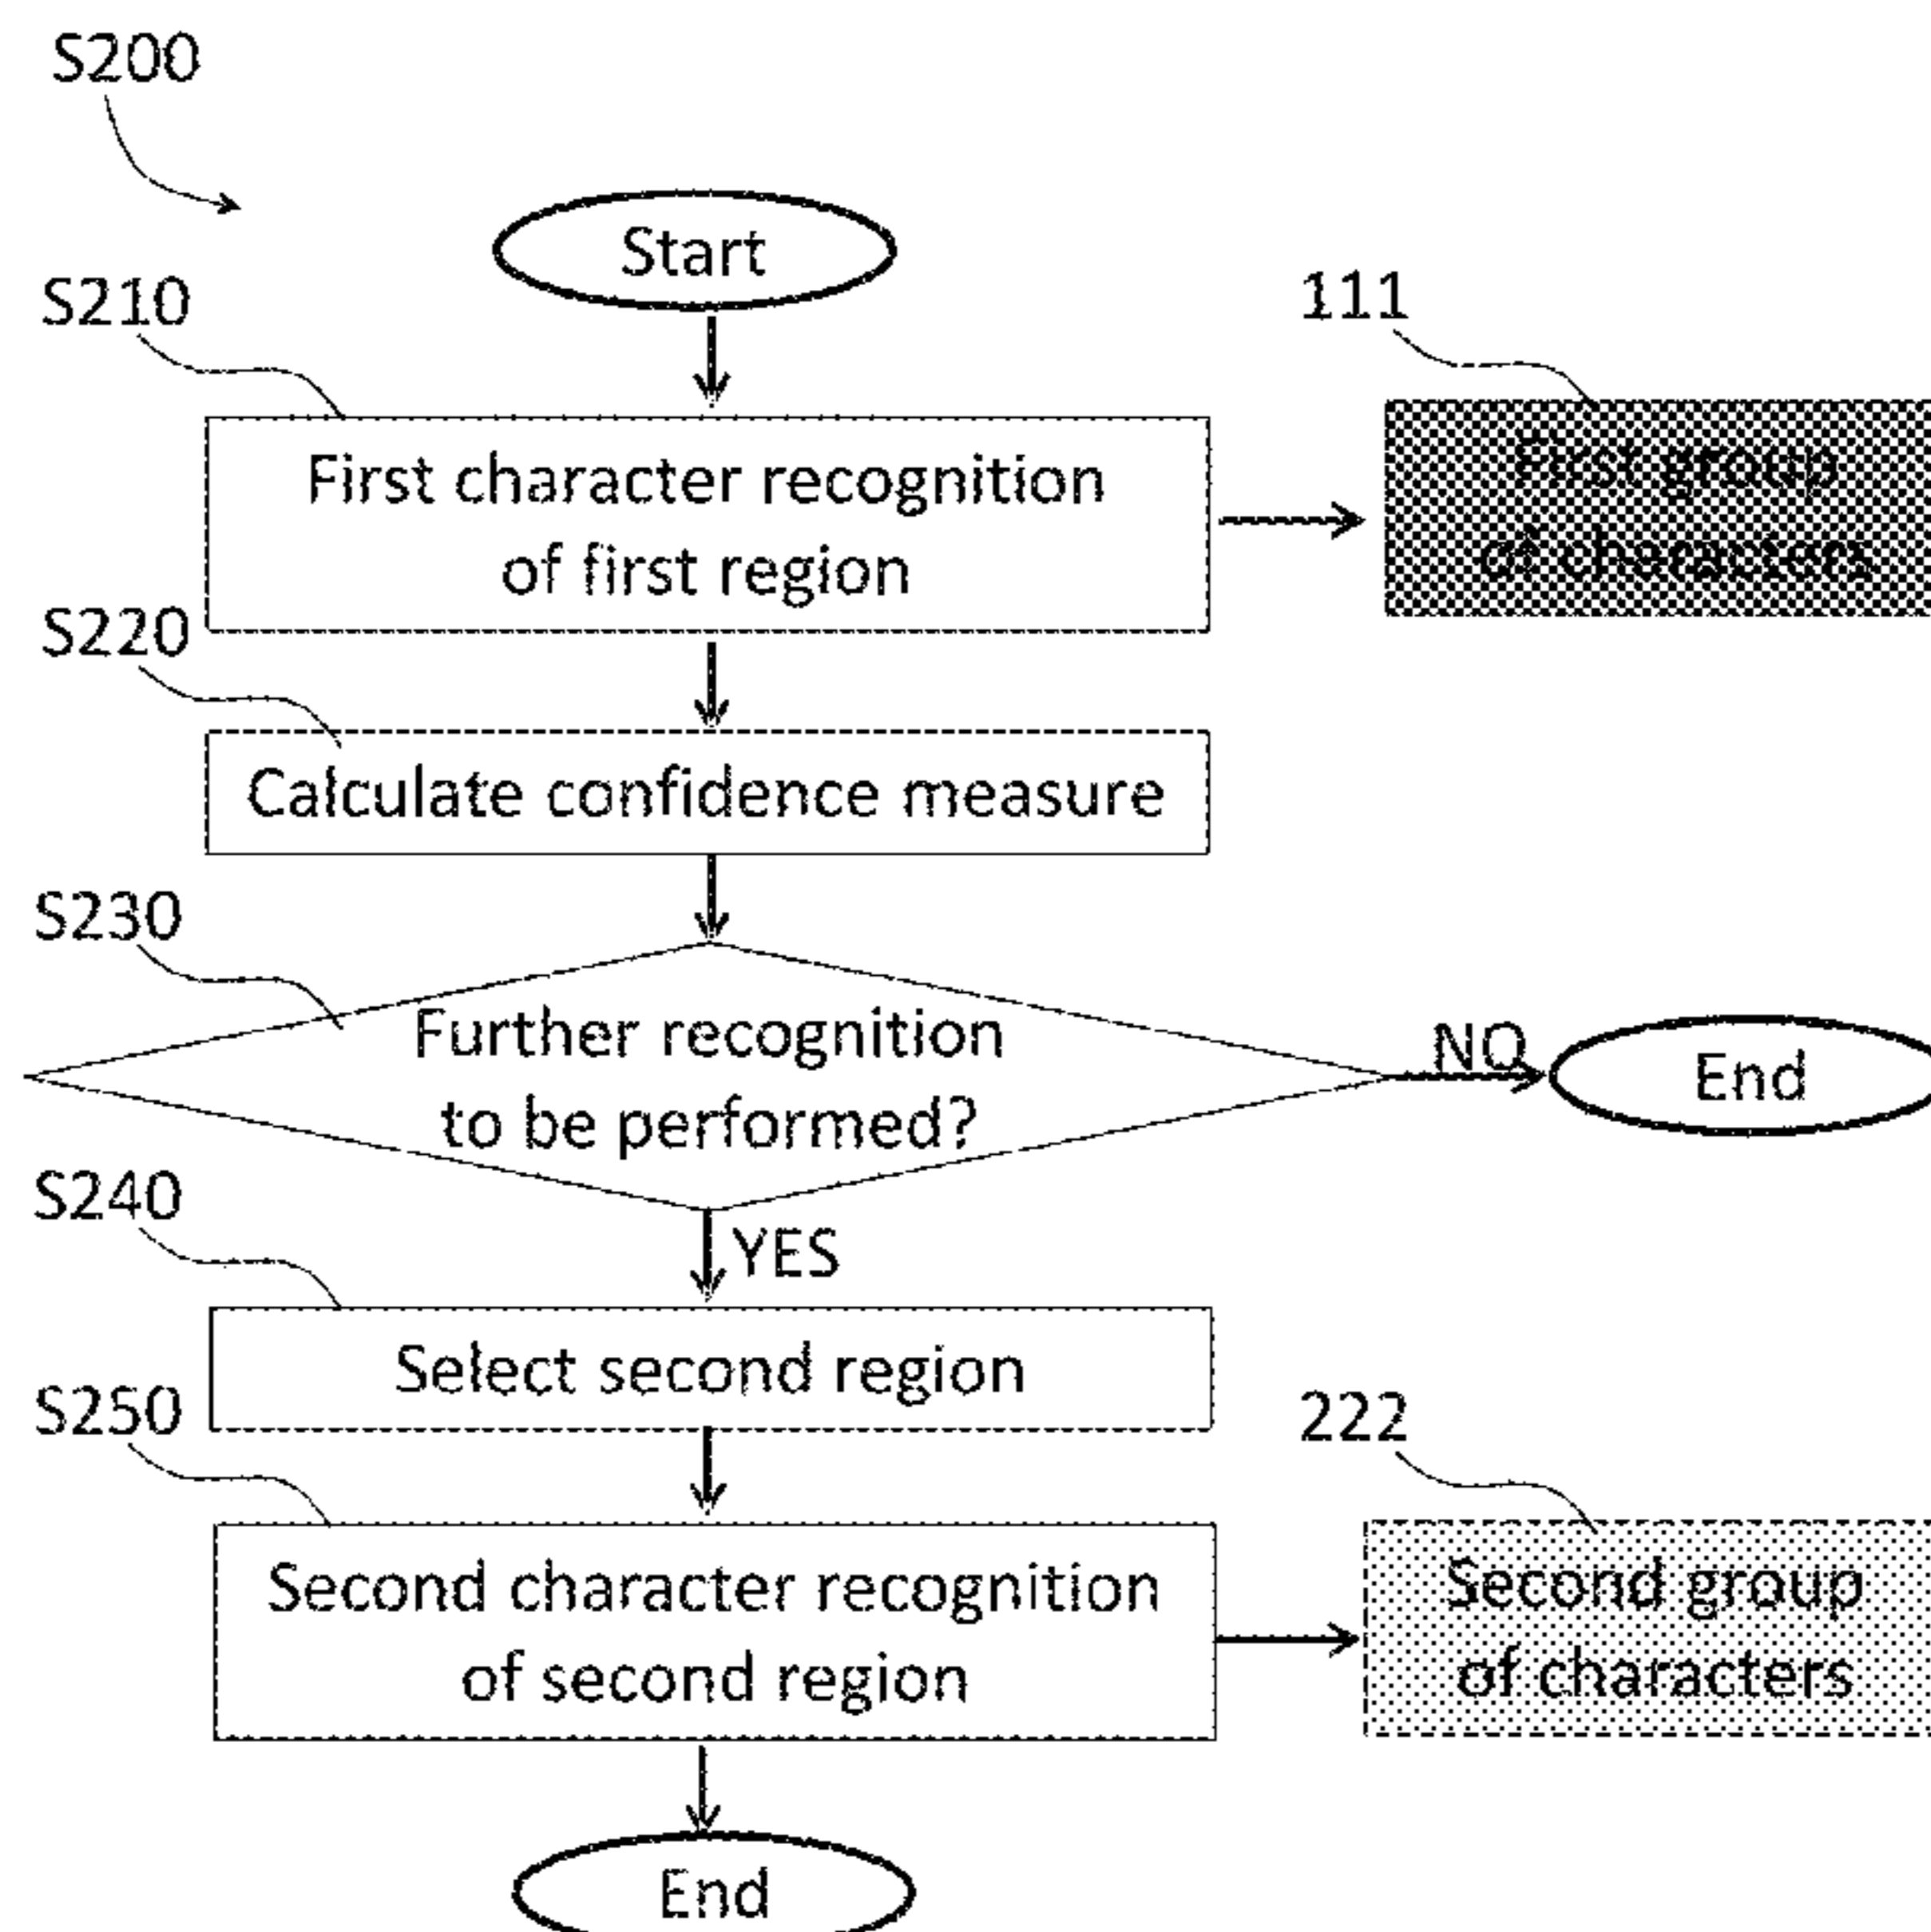 S200
Start
S210
111
First character recognition
of first region
First group
of characters
S220
Calculate confidence measure
S230
Further recognition
to be performed?
NO
End
S240
YES
Select second region
S250
222
Second character recognition
of second region
Second group
of characters
End